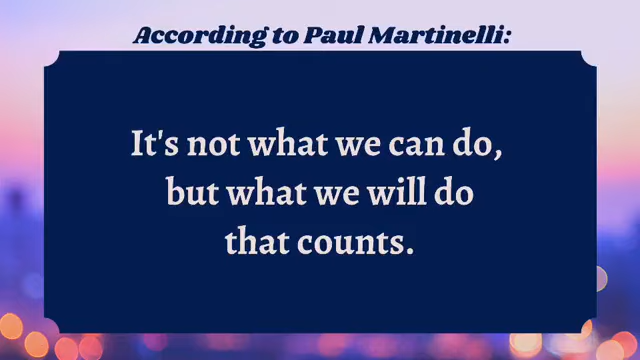 According to Paul Martinelli:
It's not what we can do,
but what we will do
that counts.